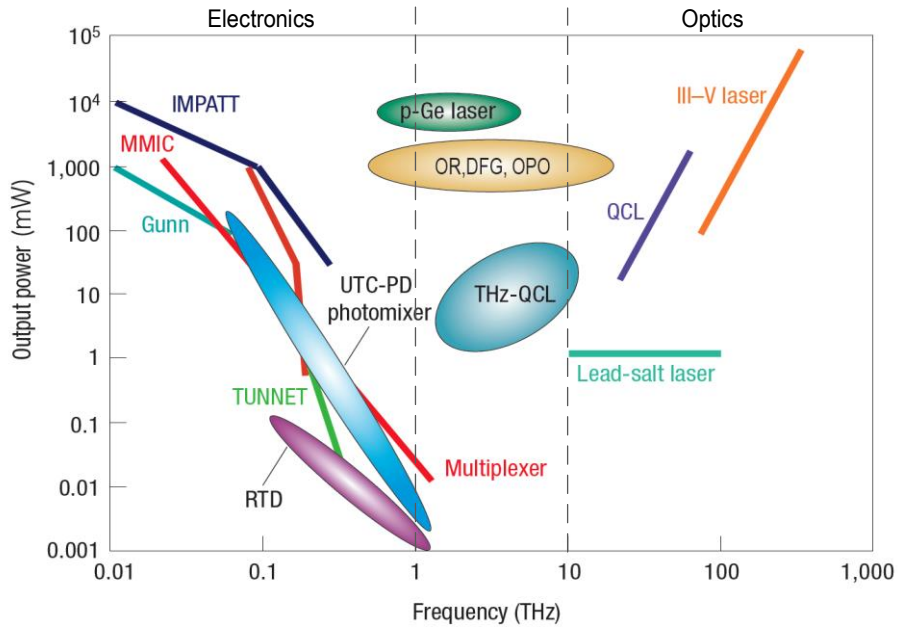 Electronics
Optics
10⁵
10⁴
1,000
100
10
1
0.1
0.01
0.001
Output power (mW)
IMPATT
MMIC
Gunn
UTC-PD
photomixer
TUNNET
RTD
Multiplexer
p-Ge laser
OR,DFG, OPO
THz-QCL
III–V laser
QCL
Lead-salt laser
0.01
0.1
1
10
100
1,000
Frequency (THz)